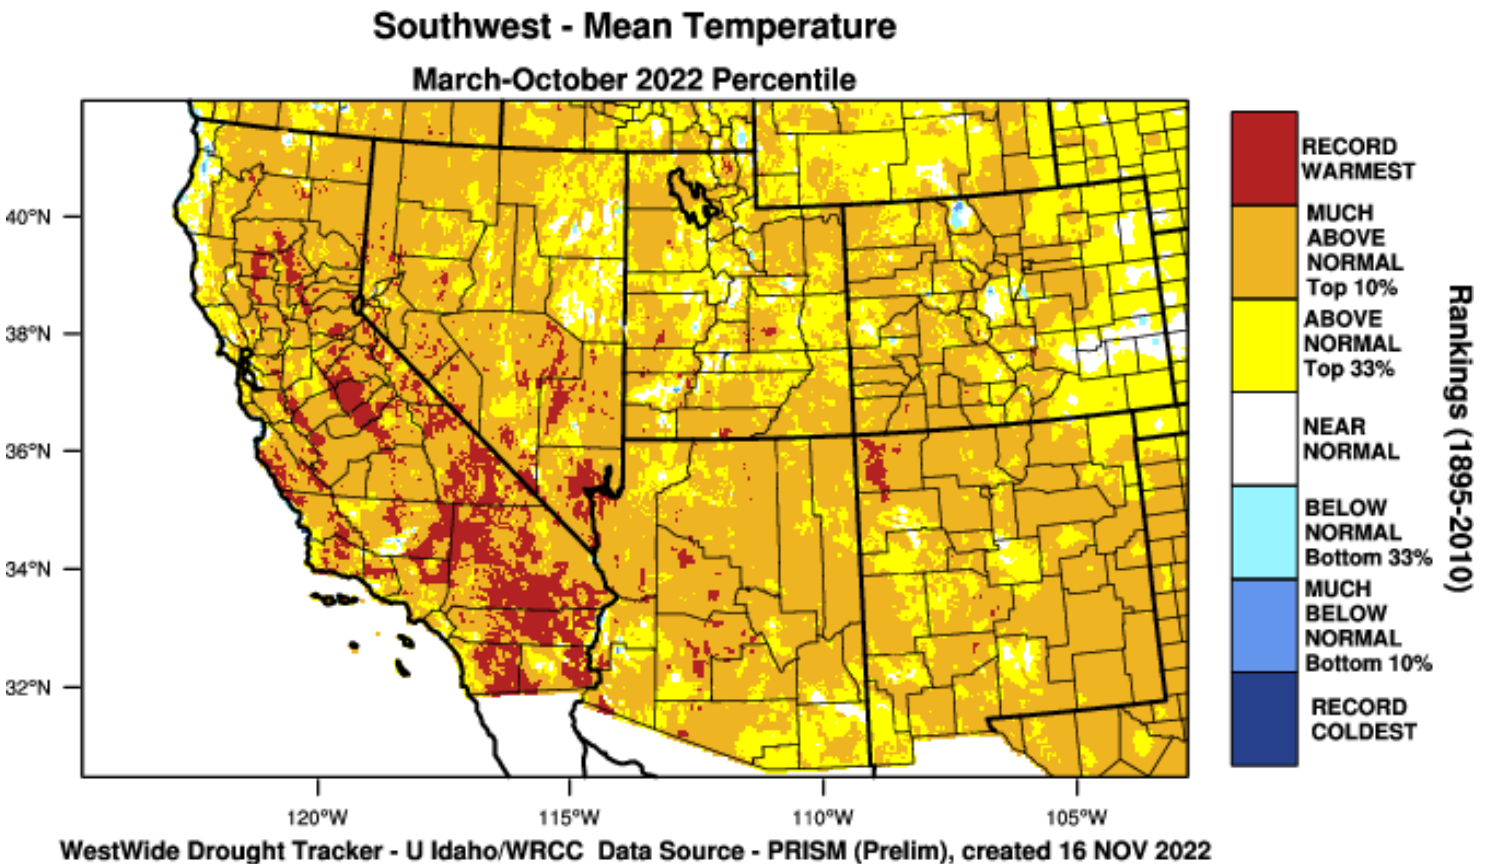 Southwest - Mean Temperature
March-October 2022 Percentile
40°N
38°N
36°N
34°N
32°N
120°W
115°W
110°W
105°W
RECORD
WARMEST
MUCH
ABOVE
NORMAL
Top 10%
ABOVE
NORMAL
Top 33%
NEAR
NORMAL
BELOW
NORMAL
Bottom 33%
MUCH
BELOW
NORMAL
Bottom 10%
RECORD
COLDEST
Rankings (1895-2010)
WestWide Drought Tracker - U Idaho/WRCC Data Source - PRISM (Prelim), created 16 NOV 2022